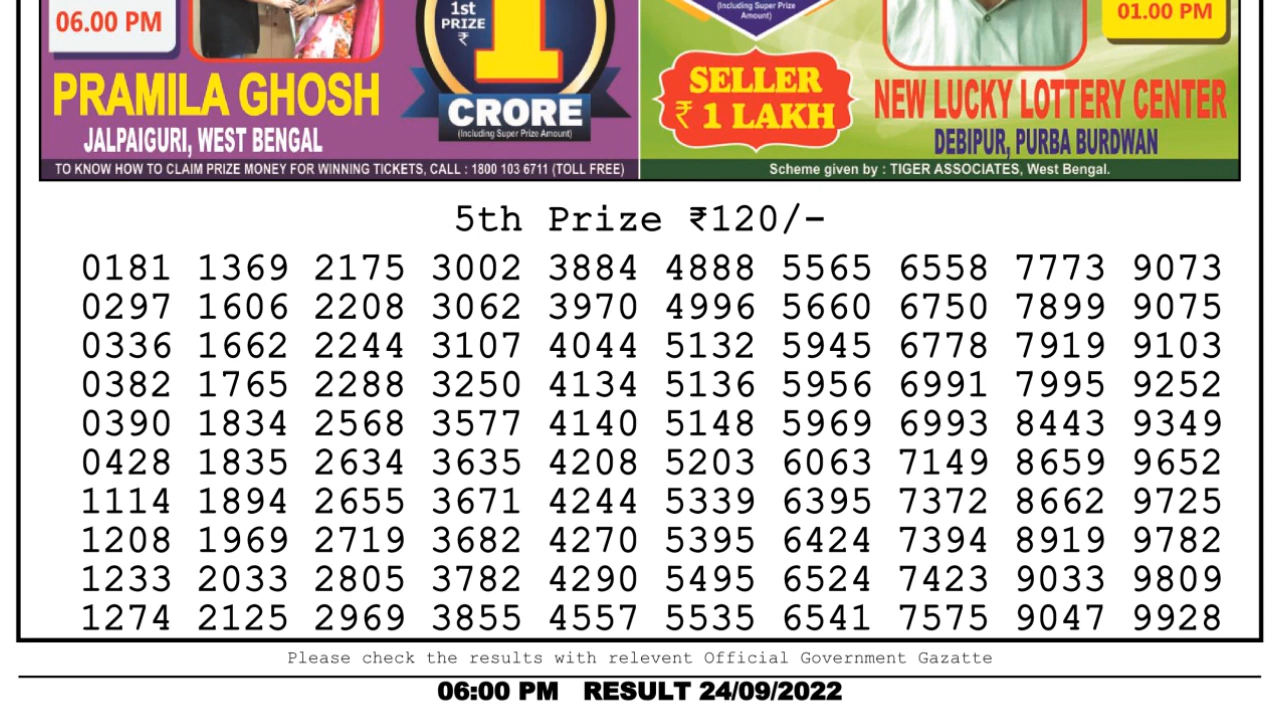 06.00 PM
1st
PRIZE
₹
1
CRORE
(Including Super Prize Amount)
PRAMILA GHOSH
JALPAIGURI, WEST BENGAL
TO KNOW HOW TO CLAIM PRIZE MONEY FOR WINNING TICKETS, CALL : 1800 103 6711 (TOLL FREE)
(Including Super Prize
Amount)
01.00 PM
SELLER
₹ 1 LAKH
NEW LUCKY LOTTERY CENTER
DEBIPUR, PURBA BURDWAN
Scheme given by : TIGER ASSOCIATES, West Bengal.
5th Prize ₹120/-
0181 1369 2175 3002 3884 4888 5565 6558 7773 9073
0297 1606 2208 3062 3970 4996 5660 6750 7899 9075
0336 1662 2244 3107 4044 5132 5945 6778 7919 9103
0382 1765 2288 3250 4134 5136 5956 6991 7995 9252
0390 1834 2568 3577 4140 5148 5969 6993 8443 9349
0428 1835 2634 3635 4208 5203 6063 7149 8659 9652
1114 1894 2655 3671 4244 5339 6395 7372 8662 9725
1208 1969 2719 3682 4270 5395 6424 7394 8919 9782
1233 2033 2805 3782 4290 5495 6524 7423 9033 9809
1274 2125 2969 3855 4557 5535 6541 7575 9047 9928
Please check the results with relevent Official Government Gazatte
06:00 PM RESULT 24/09/2022